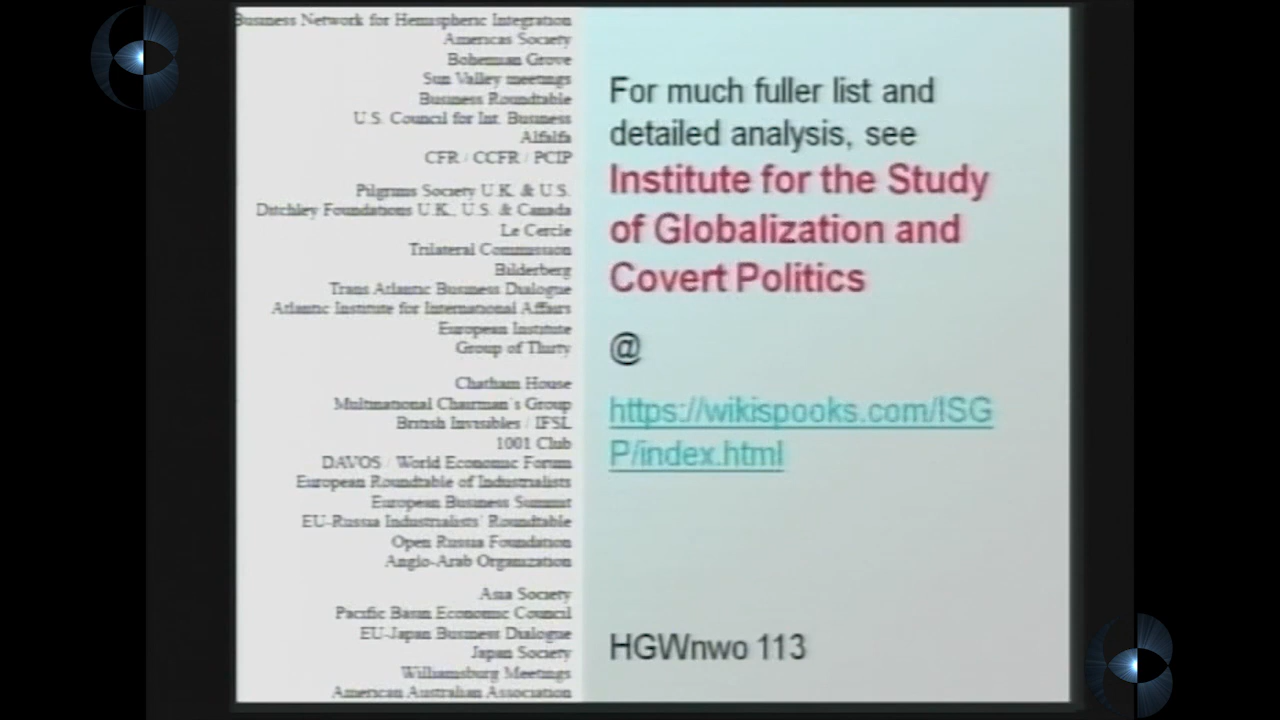 Business Network for Hemispheric Integration
Americas Society
Bohemian Grove
Sun Valley meetings
Business Roundtable
U.S. Council for Int. Business
Alfalfa
CFR / CCFR / PCIP
Pilgrims Society U.K. & U.S.
Ditchley Foundations U.K., U.S. & Canada
Le Cercle
Trilateral Commission
Bilderberg
Trans Atlantic Business Dialogue
Atlantic Institute for International Affairs
European Institute
Group of Thirty
Chatham House
Multinational Chairman's Group
British Invisibles / IFSL
1001 Club
DAVOS / World Economic Forum
European Roundtable of Industrialists
European Business Summit
EU-Russia Industrialists' Roundtable
Open Russia Foundation
Anglo-Arab Organization
Asia Society
Pacific Basin Economic Council
EU-Japan Business Dialogue
Japan Society
Williamsburg Meetings
American Australian Association
For much fuller list and
detailed analysis, see
Institute for the Study
of Globalization and
Covert Politics
@
https://wikispooks.com/ISG
P/index.html
HGWnwo 113